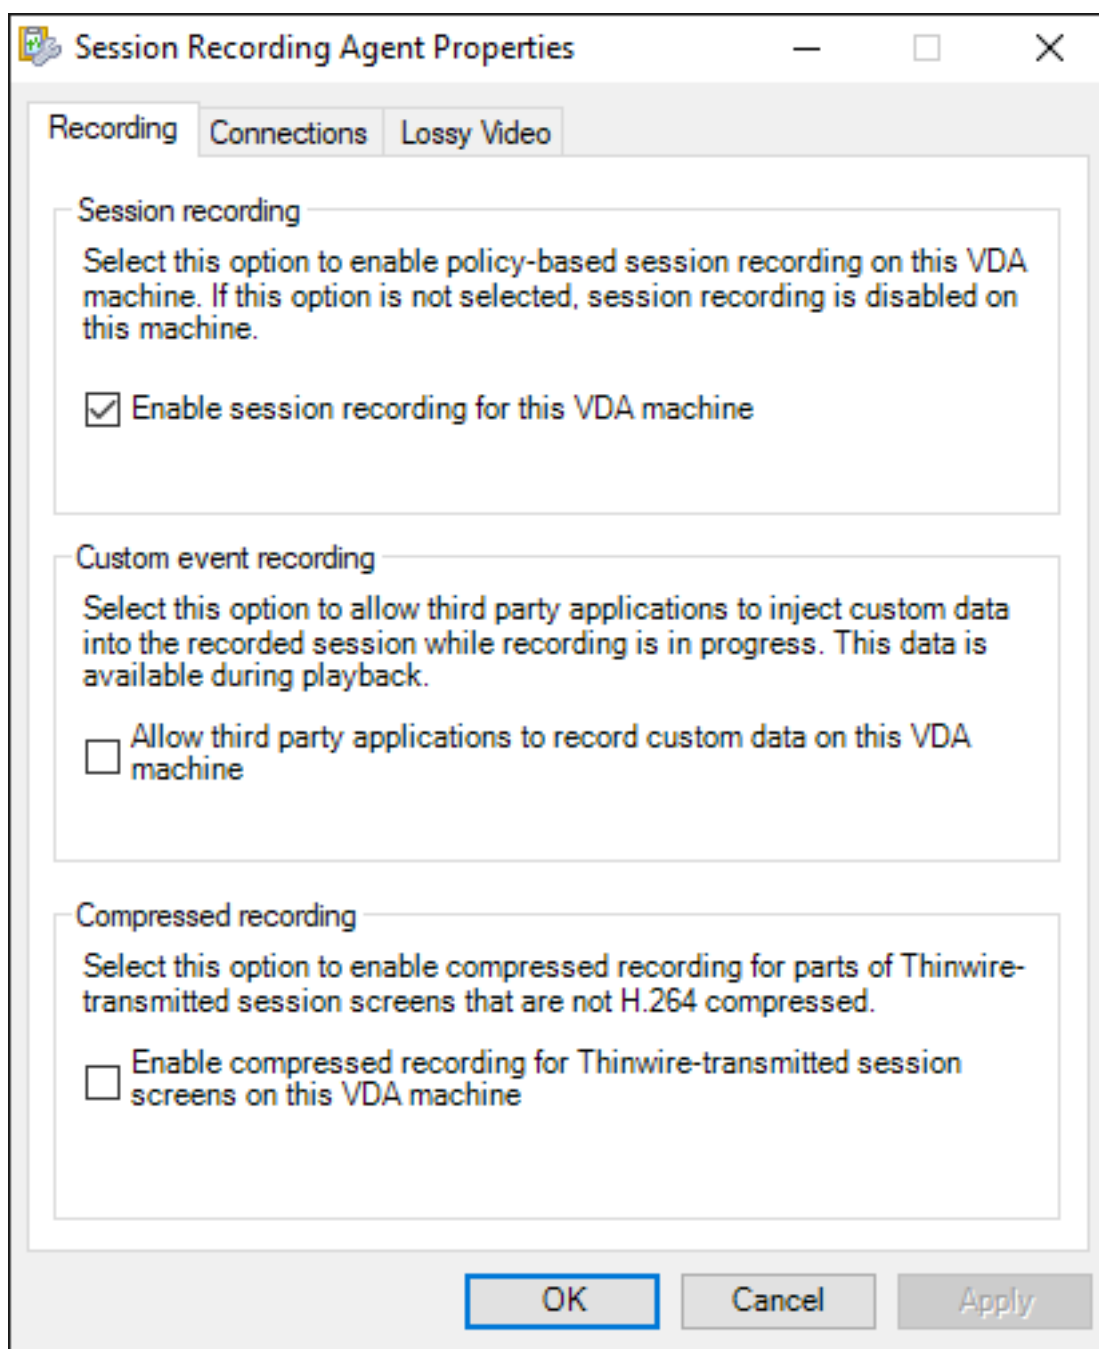 Session Recording Agent Properties
Recording Connections Lossy Video
Session recording
Select this option to enable policy-based session recording on this VDA
machine. If this option is not selected, session recording is disabled on
this machine.
Enable session recording for this VDA machine
Custom event recording
Select this option to allow third party applications to inject custom data
into the recorded session while recording is in progress. This data is
available during playback.
Allow third party applications to record custom data on this VDA
machine
Compressed recording
Select this option to enable compressed recording for parts of Thinwire-
transmitted session screens that are not H.264 compressed.
Enable compressed recording for Thinwire-transmitted session
screens on this VDA machine
OK Cancel Apply